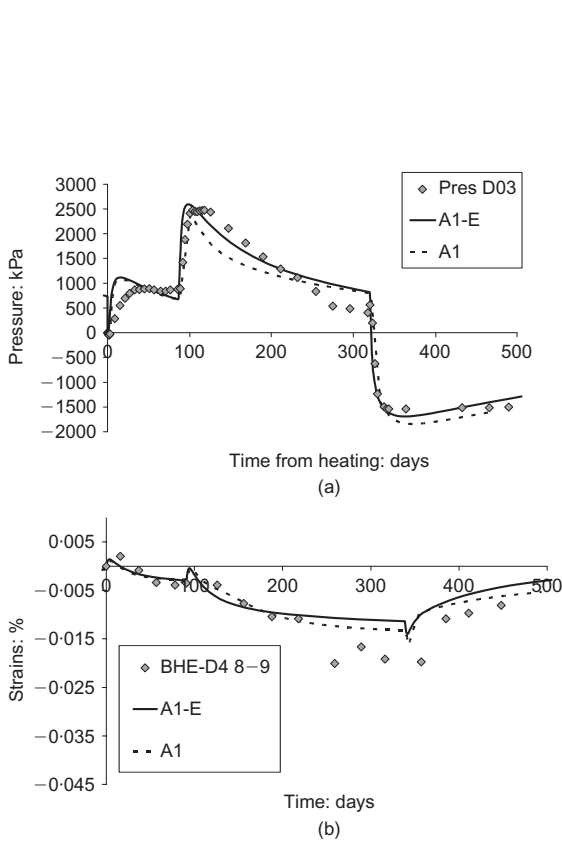 3000
2500
2000
1500
1000
500
0
−500
−1000
−1500
−2000
Pressure: kPa
Pres D03
A1-E
A1
0 100 200 300 400 500
Time from heating: days
(a)
0·005
−0·005
−0·015
−0·025
−0·035
−0·045
Strains: %
0 100 200 300 400 500
BHE-D4 8−9
A1-E
A1
Time: days
(b)